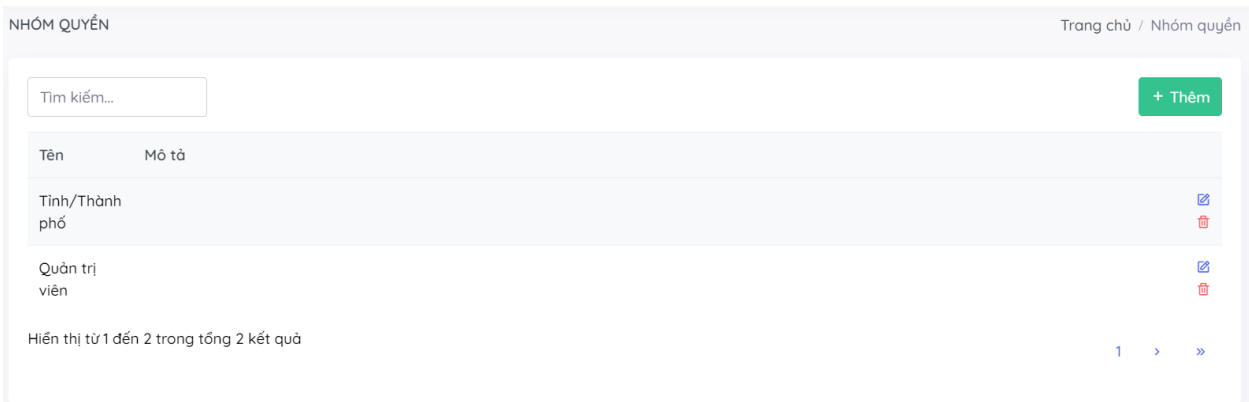 NHÓM QUYỀN
Trang chủ / Nhóm quyền
Tìm kiếm...
+ Thêm
Tên Mô tả
Tỉnh/Thành
phố
Quản trị
viên
Hiển thị từ 1 đến 2 trong tổng 2 kết quả
1 › »